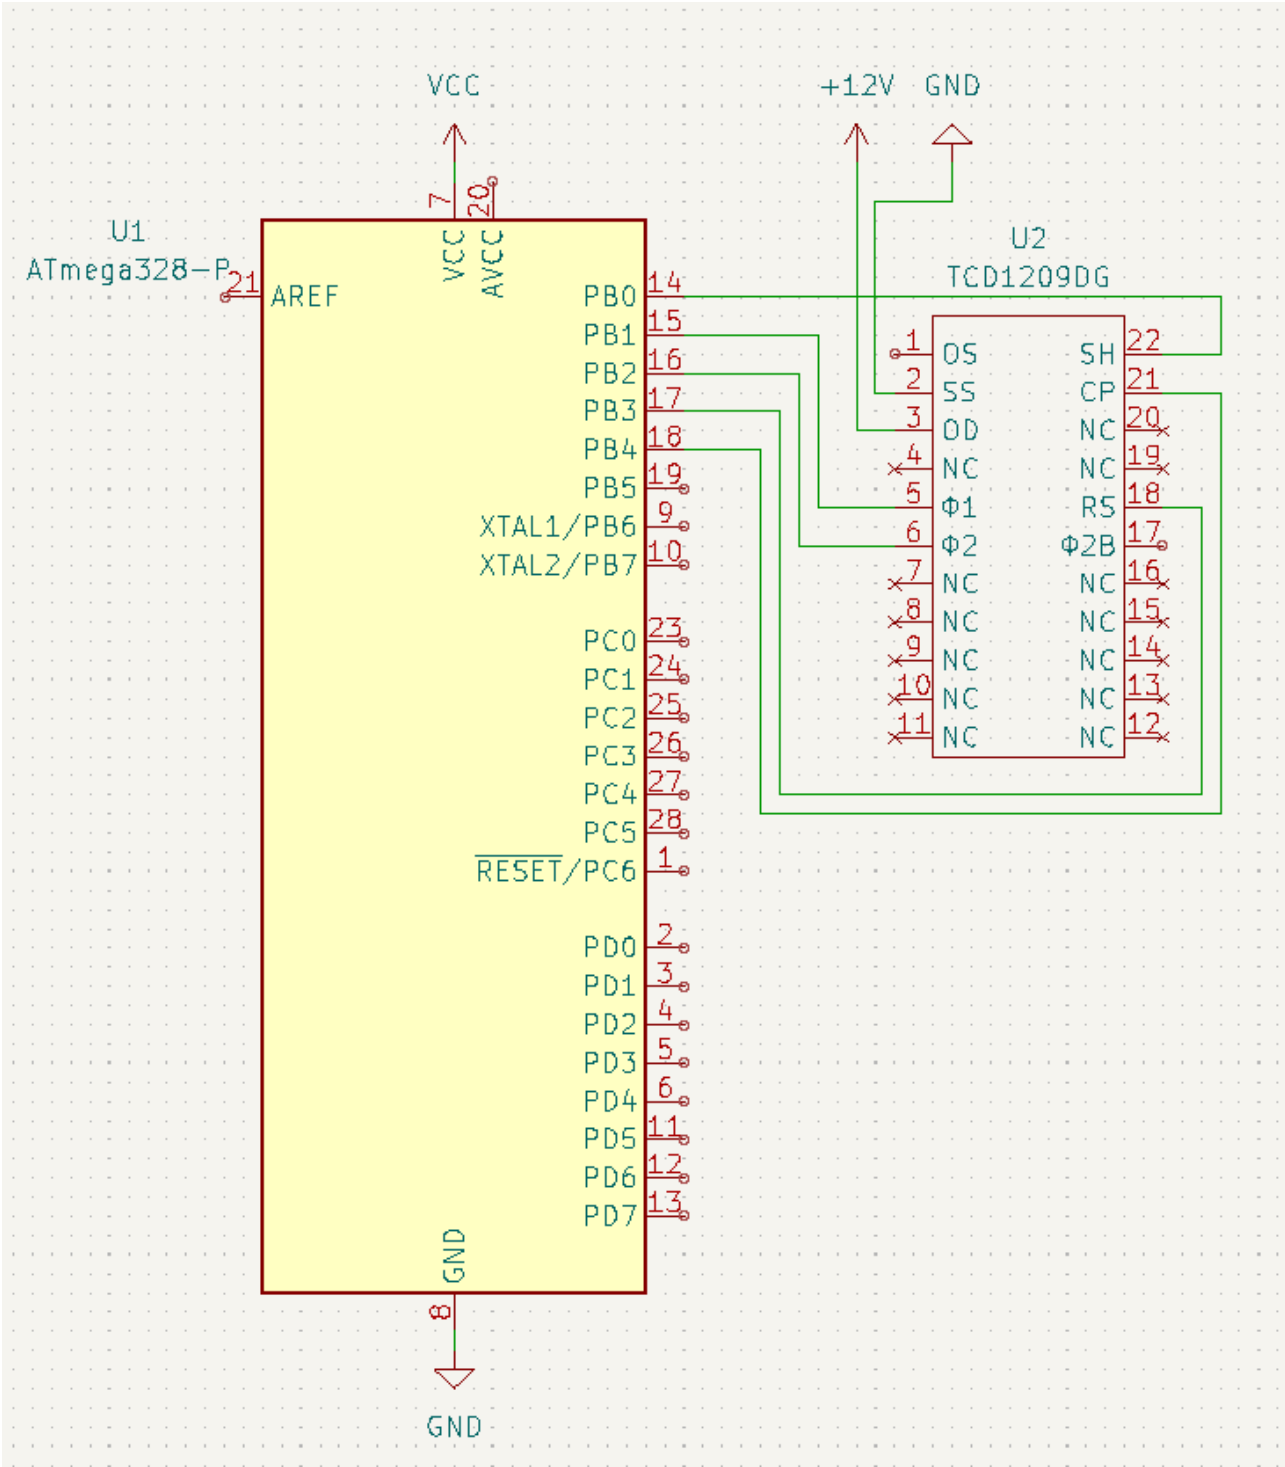 VCC
+12V GND
7
20
VCC
AVCC
U1
ATmega328-P
21
AREF
PB0 14
PB1 15
PB2 16
PB3 17
PB4 18
PB5 19
XTAL1/PB6 9
XTAL2/PB7 10
PC0 23
PC1 24
PC2 25
PC3 26
PC4 27
PC5 28
RESET/PC6 1
PD0 2
PD1 3
PD2 4
PD3 5
PD4 6
PD5 11
PD6 12
PD7 13
GND
8
GND
U2
TCD1209DG
1 OS SH 22
2 SS CP 21
3 OD NC 20
4 NC NC 19
5 Φ1 RS 18
6 Φ2 Φ2B 17
7 NC NC 16
8 NC NC 15
9 NC NC 14
10 NC NC 13
11 NC NC 12